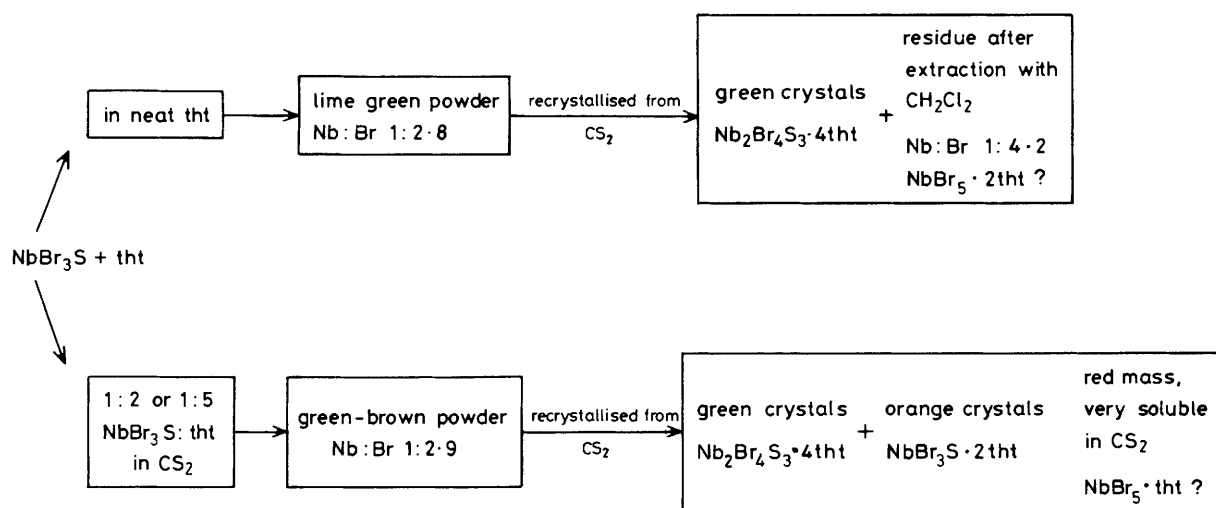 NbBr₃S + tht
in neat tht
lime green powder
Nb : Br 1 : 2·8
recrystallised from
CS₂
green crystals
Nb₂Br₄S₃·4tht
+
residue after
extraction with
CH₂Cl₂
Nb : Br 1 : 4·2
NbBr₅·2tht ?
1 : 2 or 1 : 5
NbBr₃S : tht
in CS₂
green-brown powder
Nb : Br 1 : 2·9
recrystallised from
CS₂
green crystals
Nb₂Br₄S₃·4tht
+
orange crystals
NbBr₃S·2tht
red mass,
very soluble
in CS₂
NbBr₅·tht ?